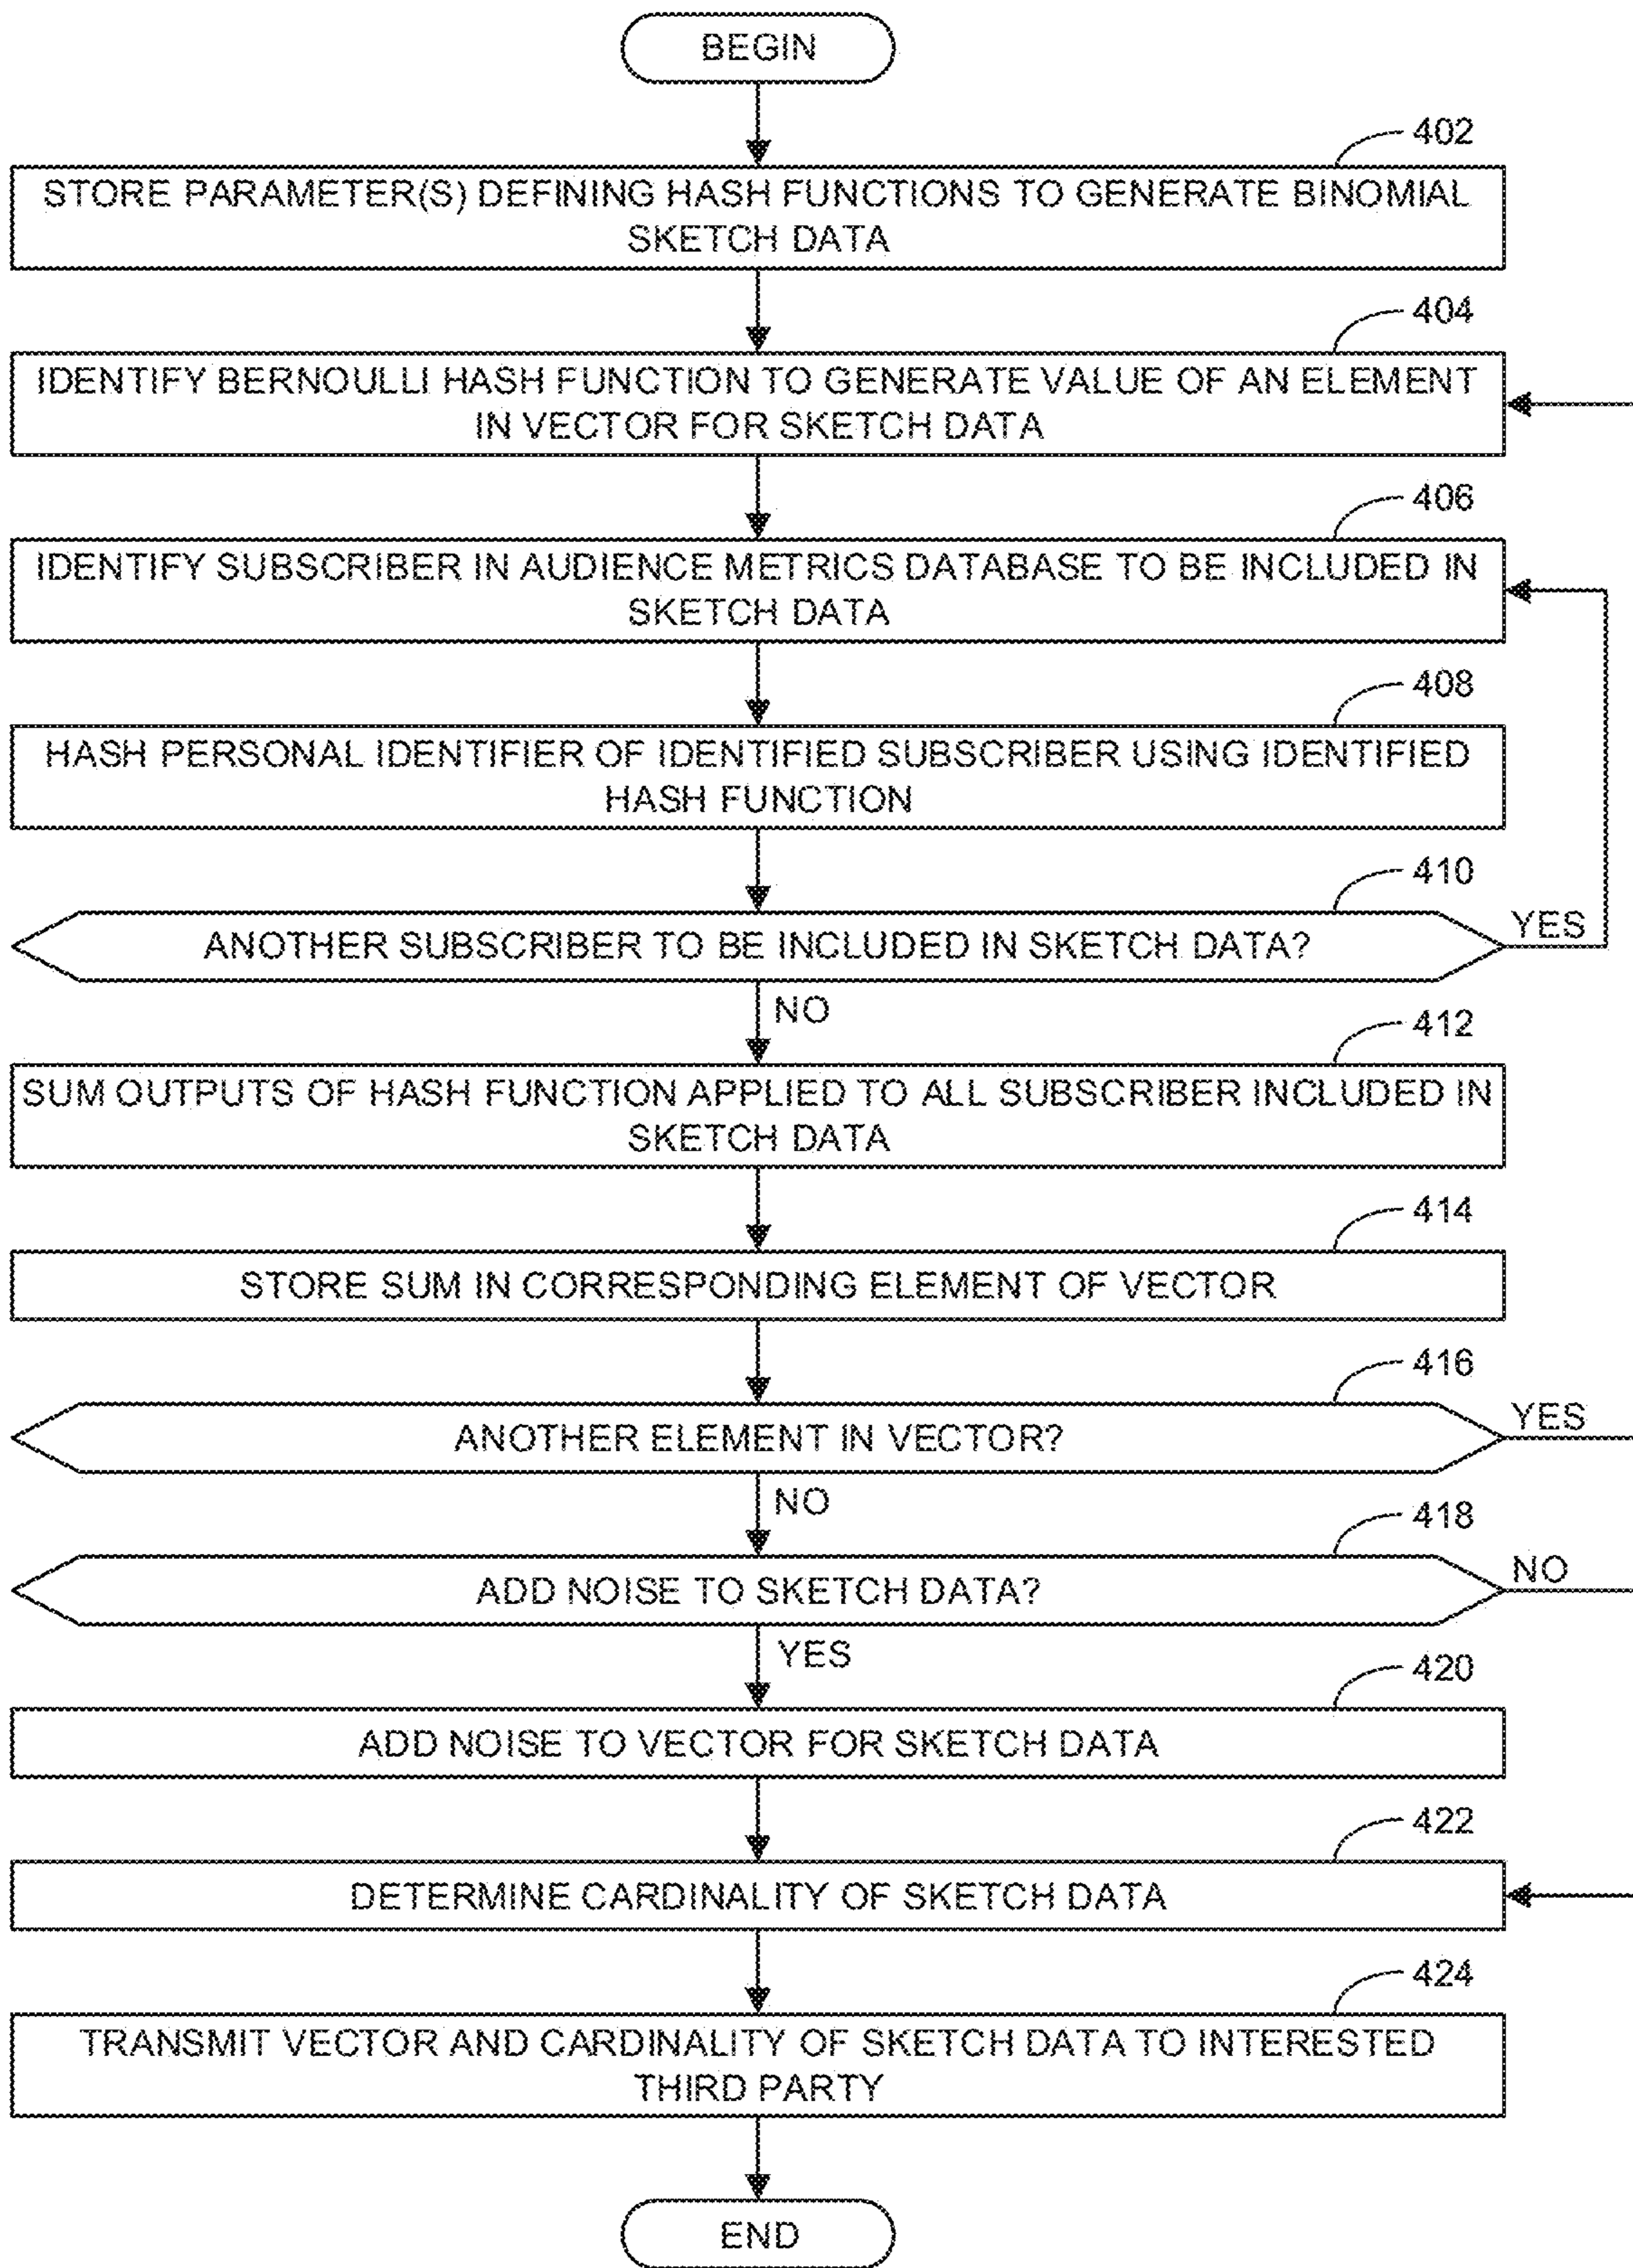 BEGIN
402
STORE PARAMETER(S) DEFINING HASH FUNCTIONS TO GENERATE BINOMIAL
SKETCH DATA
404
IDENTIFY BERNOULLI HASH FUNCTION TO GENERATE VALUE OF AN ELEMENT
IN VECTOR FOR SKETCH DATA
406
IDENTIFY SUBSCRIBER IN AUDIENCE METRICS DATABASE TO BE INCLUDED IN
SKETCH DATA
408
HASH PERSONAL IDENTIFIER OF IDENTIFIED SUBSCRIBER USING IDENTIFIED
HASH FUNCTION
410
ANOTHER SUBSCRIBER TO BE INCLUDED IN SKETCH DATA?
YES
NO
412
SUM OUTPUTS OF HASH FUNCTION APPLIED TO ALL SUBSCRIBER INCLUDED IN
SKETCH DATA
414
STORE SUM IN CORRESPONDING ELEMENT OF VECTOR
416
ANOTHER ELEMENT IN VECTOR?
YES
NO
418
ADD NOISE TO SKETCH DATA?
NO
YES
420
ADD NOISE TO VECTOR FOR SKETCH DATA
422
DETERMINE CARDINALITY OF SKETCH DATA
424
TRANSMIT VECTOR AND CARDINALITY OF SKETCH DATA TO INTERESTED
THIRD PARTY
END